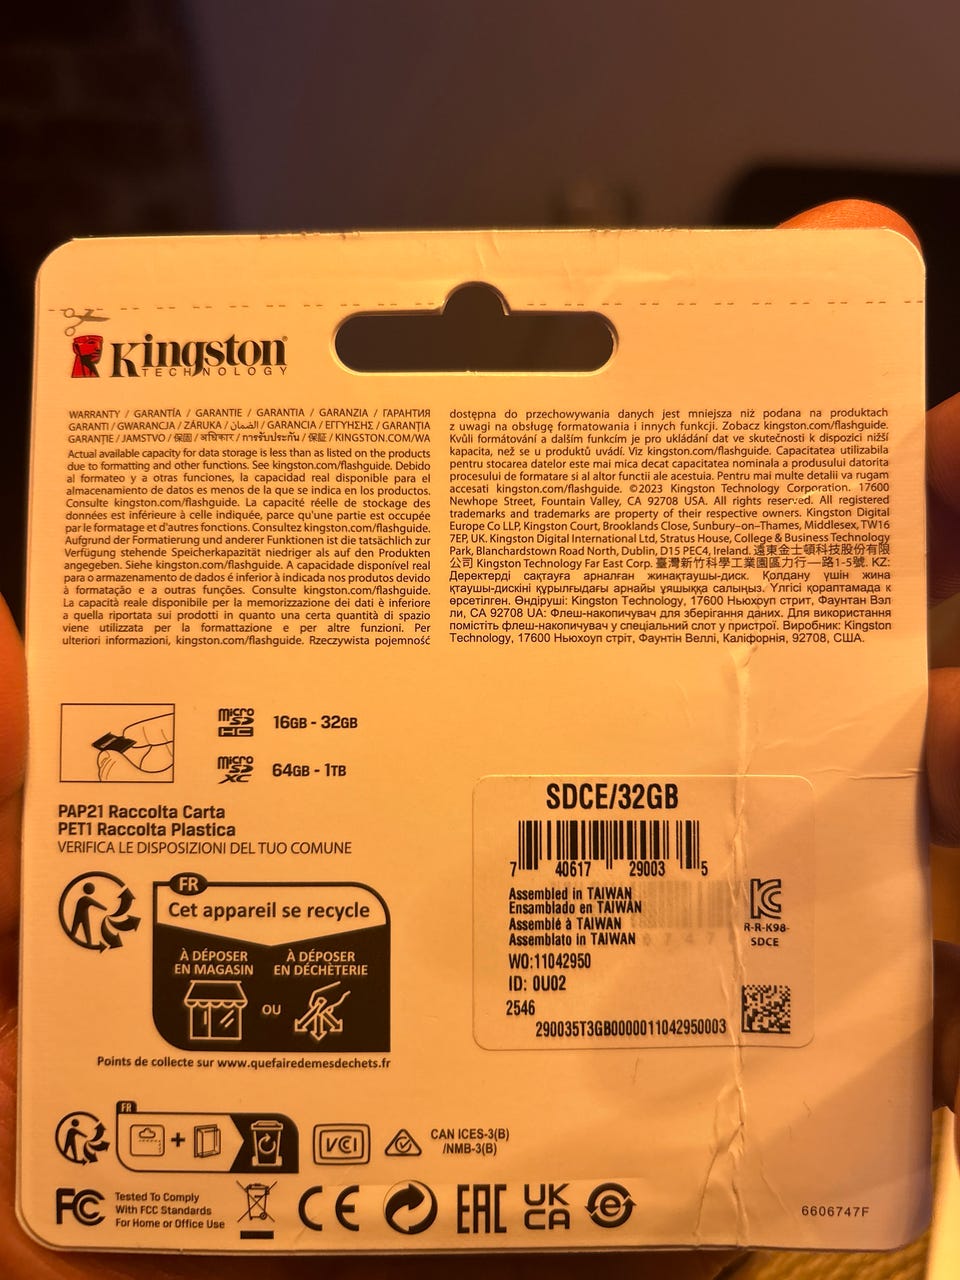 Kingston
TECHNOLOGY
WARRANTY / GARANTÍA / GARANTIE / GARANTIA / GARANZIA / ГАРАНТИЯ
GARANTI / GWARANCJA / ZÁRUKA / الضمان / GARANCIA / ΕΓΓΥΗΣΗΣ / GARANȚIA
GARANȚIE / JAMSTVO / 保固 / अधिकार / การรับประกัน / 保証 / KINGSTON.COM/WA
Actual available capacity for data storage is less than as listed on the products
due to formatting and other functions. See kingston.com/flashguide. Debido
al formateo y a otras funciones, la capacidad real disponible para el
almacenamiento de datos es menos de la que se indica en los productos.
Consulte kingston.com/flashguide. La capacité réelle de stockage des
données est inférieure à celle indiquée, parce qu'une partie est occupée
par le formatage et d'autres fonctions. Consultez kingston.com/flashguide.
Aufgrund der Formatierung und anderer Funktionen ist die tatsächlich zur
Verfügung stehende Speicherkapazität niedriger als auf den Produkten
angegeben. Siehe kingston.com/flashguide. A capacidade disponível real
para o armazenamento de dados é inferior à indicada nos produtos devido
à formatação e a outras funções. Consulte kingston.com/flashguide.
La capacità reale disponibile per la memorizzazione dei dati è inferiore
a quella riportata sui prodotti in quanto una certa quantità di spazio
viene utilizzata per la formattazione e per altre funzioni. Per
ulteriori informazioni, kingston.com/flashguide. Rzeczywista pojemność
dostępna do przechowywania danych jest mniejsza niż podana na produktach
z uwagi na obsługę formatowania i innych funkcji. Zobacz kingston.com/flashguide.
Kvůli formátování a dalším funkcím je pro ukládání dat ve skutečnosti k dispozici nižší
kapacita, než se u produktů uvádí. Viz kingston.com/flashguide. Capacitatea utilizabila
pentru stocarea datelor este mai mica decat capacitatea nominala a produsului datorita
procesului de formatare si al altor functii ale acestuia. Pentru mai multe detalii va rugam
accesati kingston.com/flashguide. ©2023 Kingston Technology Corporation. 17600
Newhope Street, Fountain Valley, CA 92708 USA. All rights reserved. All registered
trademarks and trademarks are property of their respective owners. Kingston Digital
Europe Co LLP, Kingston Court, Brooklands Close, Sunbury-on-Thames, Middlesex, TW16
7EP, UK. Kingston Digital International Ltd, Stratus House, College & Business Technology
Park, Blanchardstown Road North, Dublin, D15 PEC4, Ireland. 遠東金士頓科技股份有限
公司 Kingston Technology Far East Corp. 臺灣新竹科學工業園區力行一路1-5號. KZ:
Деректерді сақтауға арналған жинақтаушы-диск. Қолдану үшін жина
қтаушы-дискіні құрылғыдағы арнайы ұяшыққа салыңыз. Үлгісі қораптамада к
өрсетілген. Өндіруші: Kingston Technology, 17600 Ньюхоуп стрит, Фаунтан Вэл
ли, CA 92708 UA: Флеш-накопичувач для зберігання даних. Для використання
помістіть флеш-накопичувач у спеціальний слот у пристрої. Виробник: Kingston
Technology, 17600 Ньюхоуп стріт, Фаунтін Веллі, Каліфорнія, 92708, США.
micro SD HC 16GB - 32GB
micro SD XC 64GB - 1TB
PAP21 Raccolta Carta
PET1 Raccolta Plastica
VERIFICA LE DISPOSIZIONI DEL TUO COMUNE
FR
Cet appareil se recycle
À DÉPOSER
EN MAGASIN
OU
À DÉPOSER
EN DÉCHÈTERIE
Points de collecte sur www.quefairedemesdechets.fr
SDCE/32GB
7 40617 29003 5
Assembled in TAIWAN
Ensamblado en TAIWÁN
Assemblé à TAIWAN
Assemblato in TAIWAN
WO:11042950
ID: 0U02
2546
290035T3GB0000011042950003
R-R-K98-
SDCE
FR
+
VCI
CAN ICES-3(B)
/NMB-3(B)
FC
Tested To Comply
With FCC Standards
For Home or Office Use
CE
EAC
UK
CA
e
6606747F